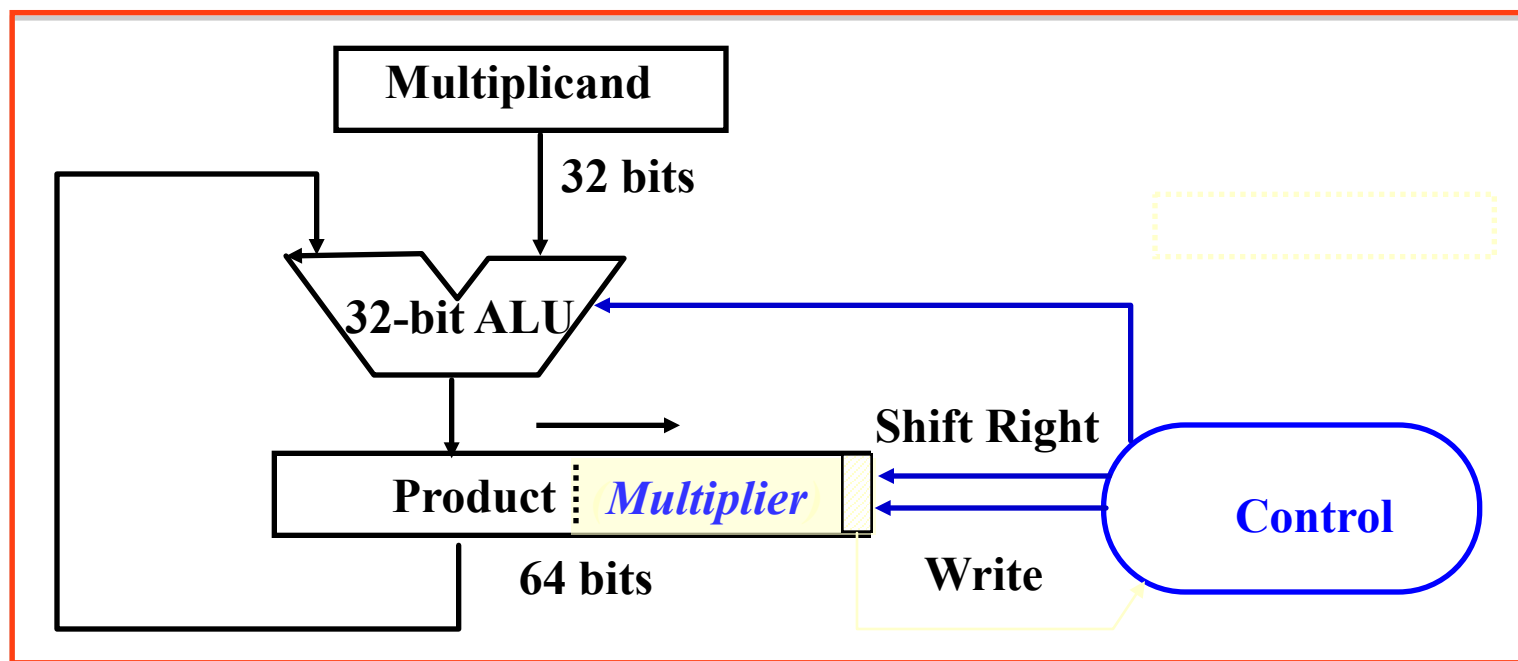 Multiplicand
32 bits
32-bit ALU
Shift Right
Product
Multiplier
Control
64 bits
Write